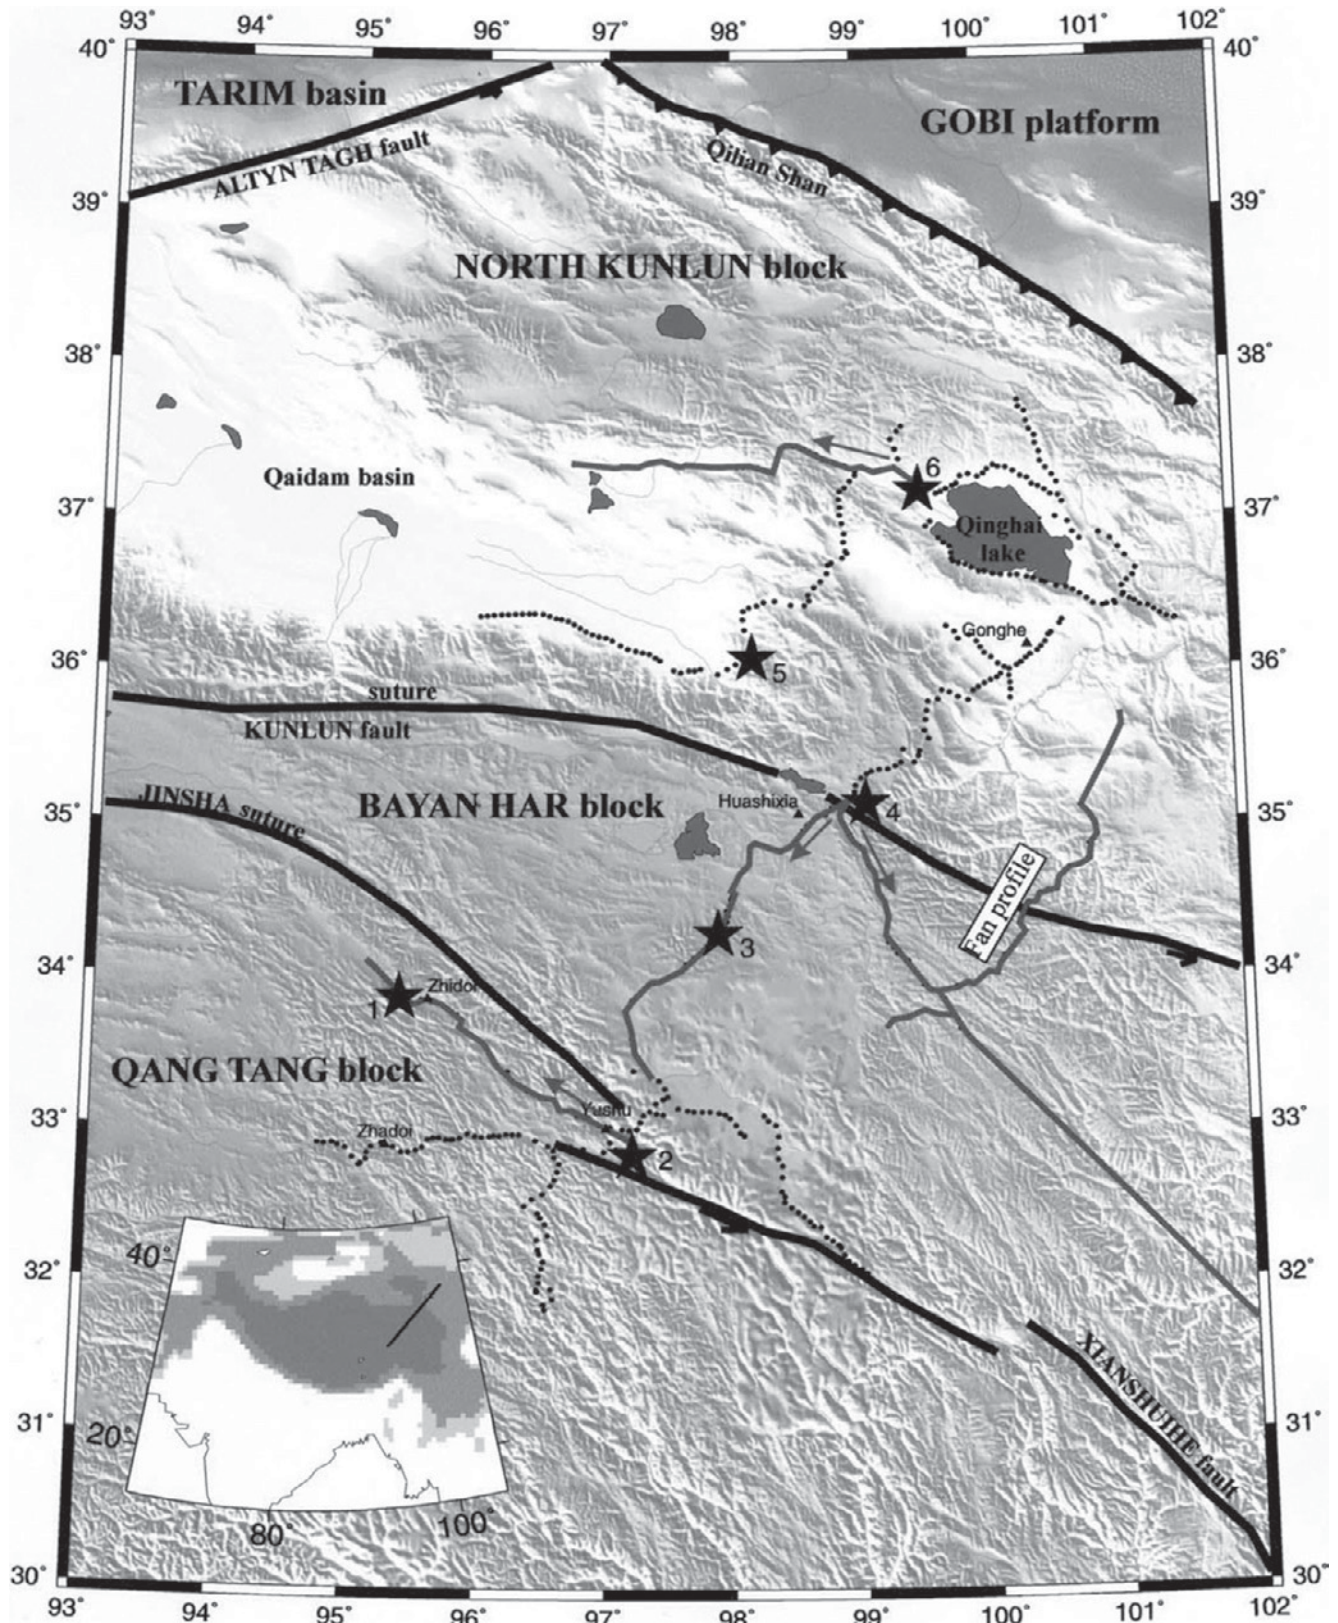 93° 94° 95° 96° 97° 98° 99° 100° 101° 102°
40° 40°
TARIM basin
GOBI platform
ALTYN TAGH fault
Qilian Shan
39° 39°
NORTH KUNLUN block
38° 38°
6
Qaidam basin
37° 37°
Qinghai
lake
Gonghe
36° 36°
5
suture
KUNLUN fault
JINSHA suture
BAYAN HAR block
Huashixia
35° 35°
4
Fan profile
3
34° 34°
Zhidoi
1
QANG TANG block
33° 33°
Yushu
Zhadoi
2
40°
32° 32°
XIANSHUIHE fault
20°
31° 31°
80° 100°
30° 30°
93° 94° 95° 96° 97° 98° 99° 100° 101° 102°